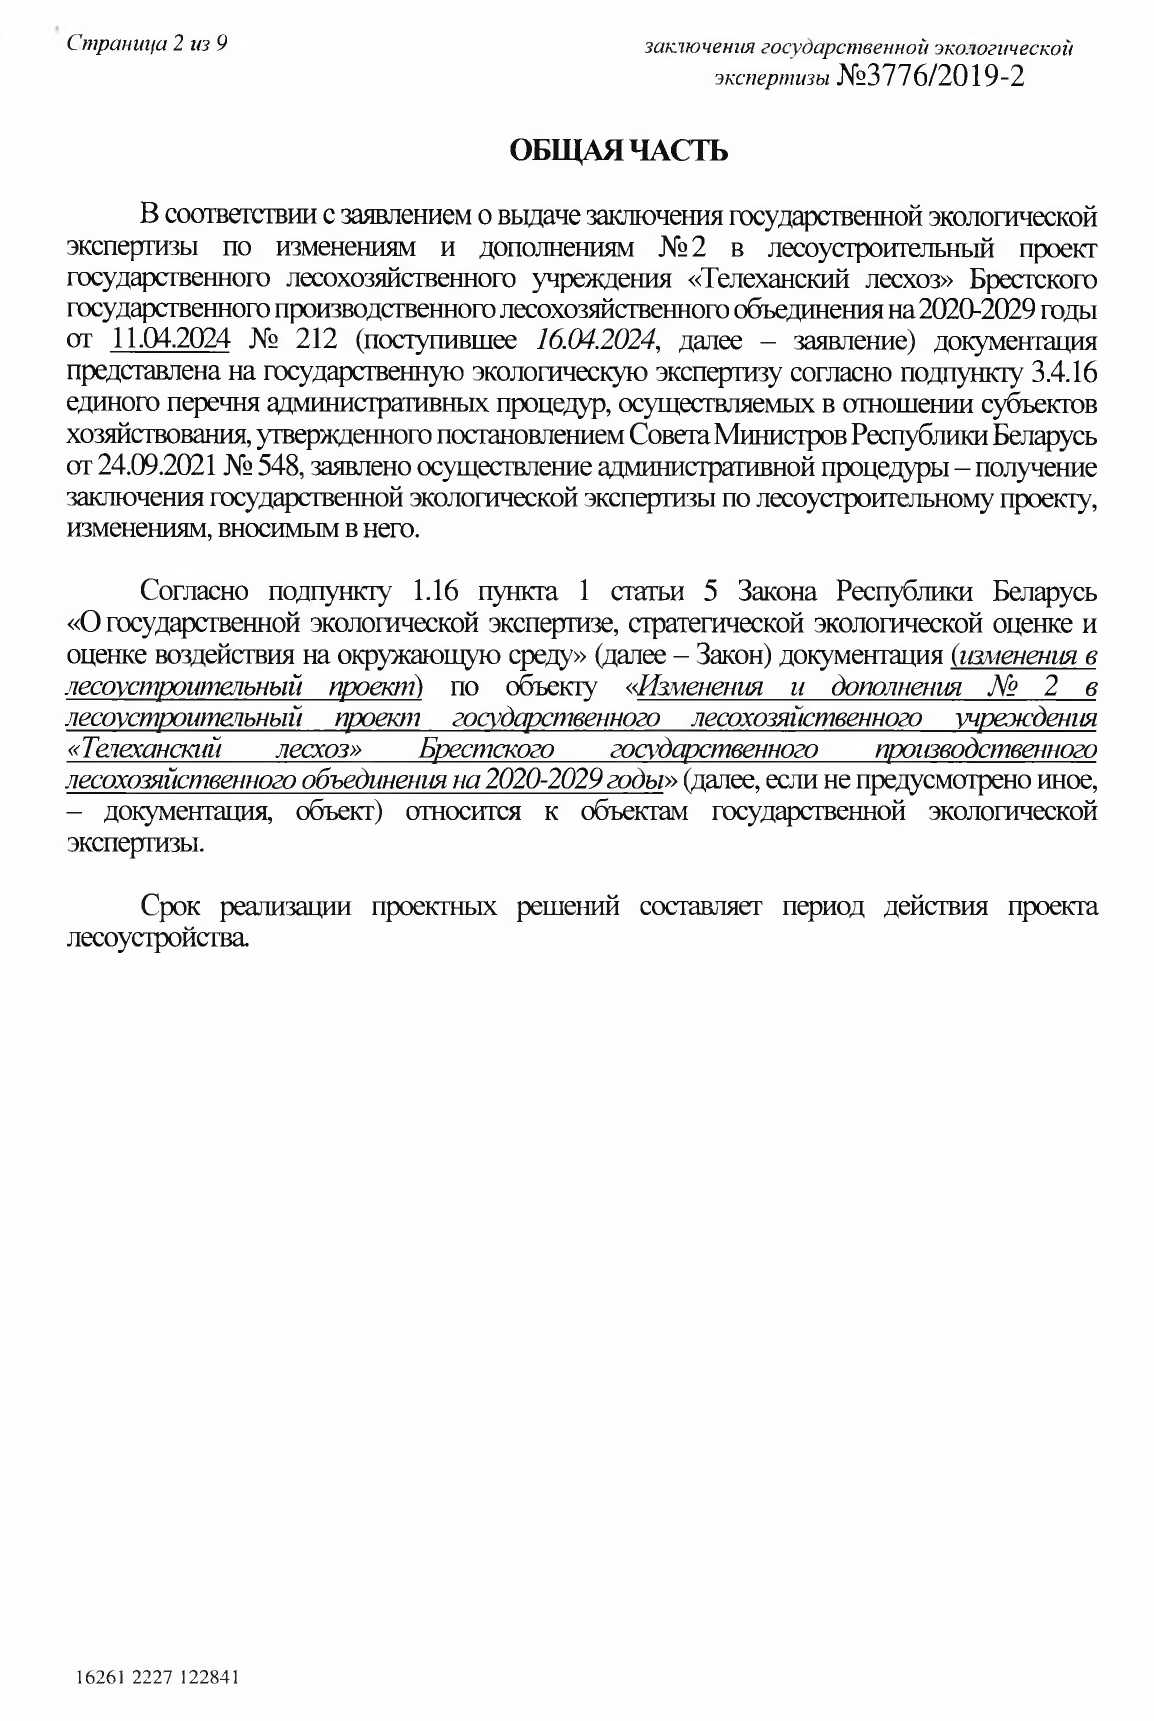 Страница 2 из 9
заключения государственной экологической
экспертизы №3776/2019-2
ОБЩАЯ ЧАСТЬ
В соответствии с заявлением о выдаче заключения государственной экологической
экспертизы по изменениям и дополнениям №2 в лесоустроительный проект
государственного лесохозяйственного учреждения «Телеханский лесхоз» Брестского
государственного производственного лесохозяйственного объединения на 2020-2029 годы
от 11.04.2024 № 212 (поступившее 16.04.2024, далее – заявление) документация
представлена на государственную экологическую экспертизу согласно подпункту 3.4.16
единого перечня административных процедур, осуществляемых в отношении субъектов
хозяйствования, утвержденного постановлением Совета Министров Республики Беларусь
от 24.09.2021 № 548, заявлено осуществление административной процедуры – получение
заключения государственной экологической экспертизы по лесоустроительному проекту,
изменениям, вносимым в него.
Согласно подпункту 1.16 пункта 1 статьи 5 Закона Республики Беларусь
«О государственной экологической экспертизе, стратегической экологической оценке и
оценке воздействия на окружающую среду» (далее – Закон) документация (изменения в
лесоустроительный проект) по объекту «Изменения и дополнения № 2 в
лесоустроительный проект государственного лесохозяйственного учреждения
«Телеханский лесхоз» Брестского государственного производственного
лесохозяйственного объединения на 2020-2029 годы» (далее, если не предусмотрено иное,
– документация, объект) относится к объектам государственной экологической
экспертизы.
Срок реализации проектных решений составляет период действия проекта
лесоустройства.
16261 2227 122841